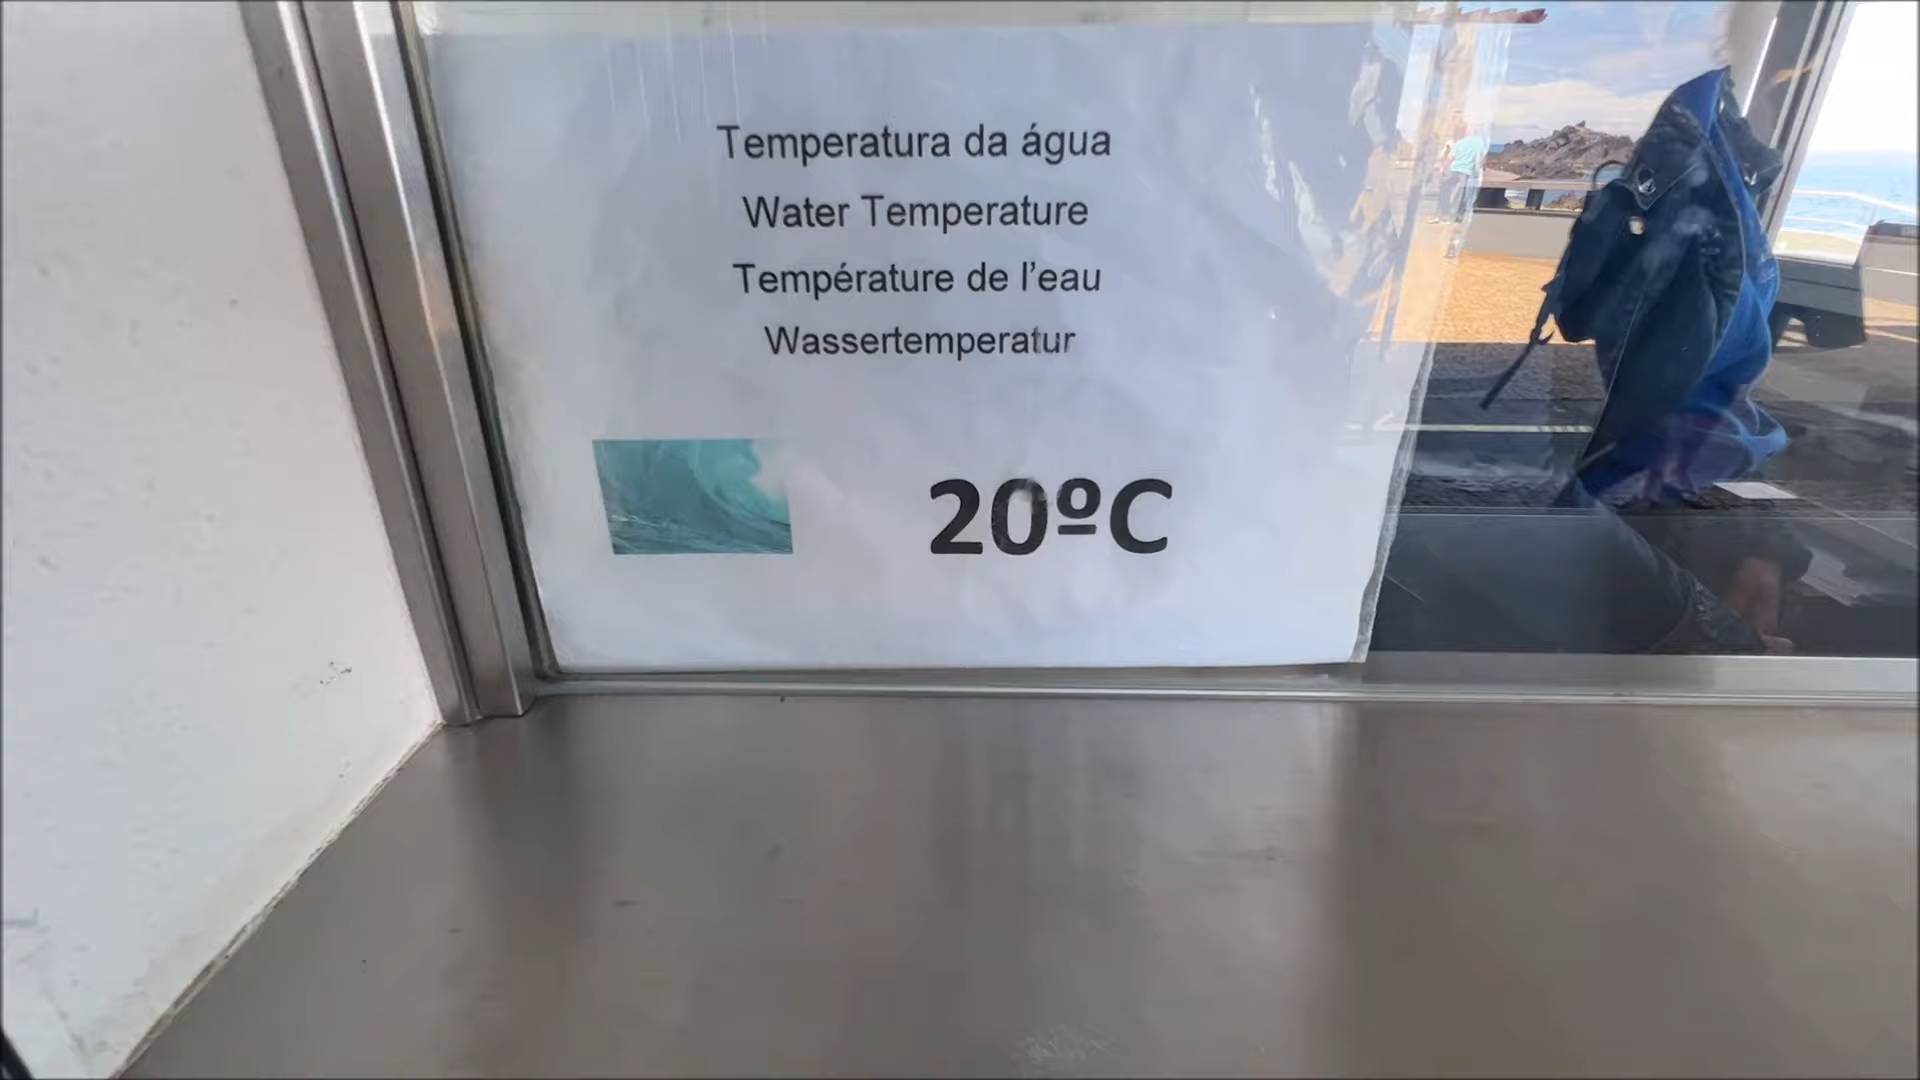 Temperatura da água
Water Temperature
Température de l'eau
Wassertemperatur
20ºC